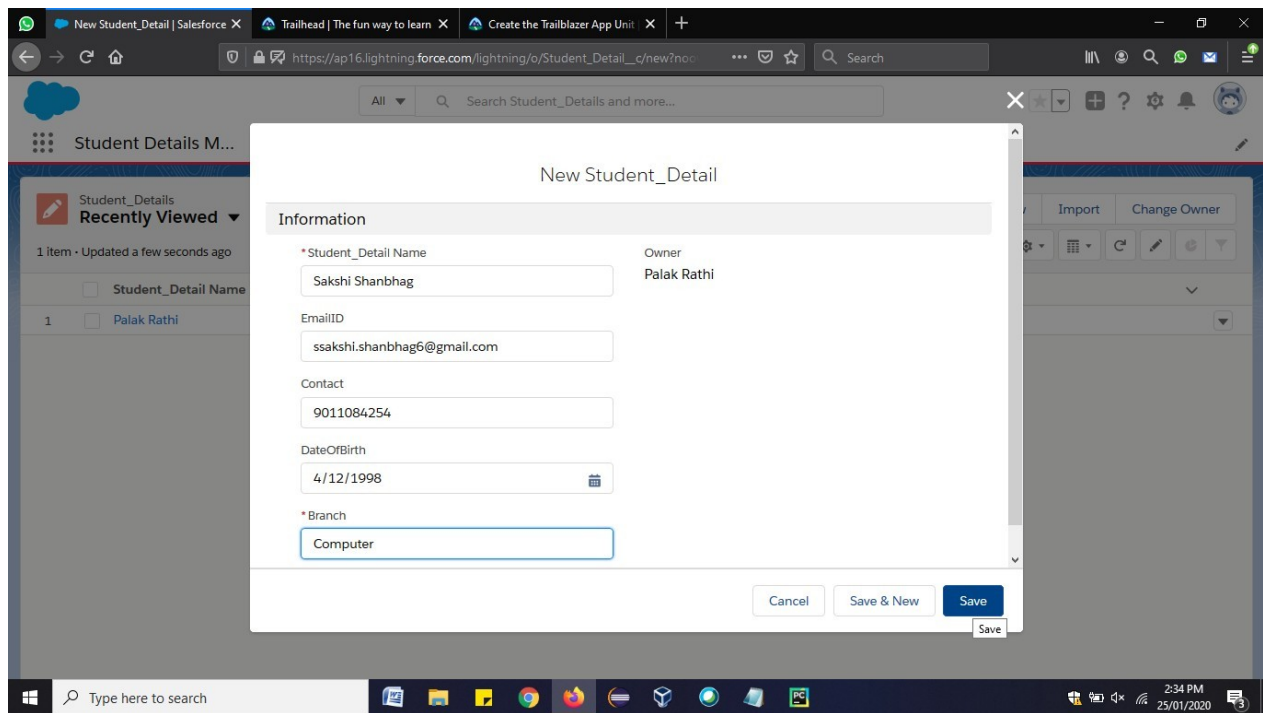 New Student_Detail | Salesforce
Trailhead | The fun way to learn
Create the Trailblazer App Unit |
https://ap16.lightning.force.com/lightning/o/Student_Detail__c/new?noo
Search
All
Search Student_Details and more...
Student Details M...
New Student_Detail
Student_Details
Recently Viewed
Import
Change Owner
1 item • Updated a few seconds ago
Information
*Student_Detail Name
Owner
Sakshi Shanbhag
Palak Rathi
Student_Detail Name
1
Palak Rathi
EmailID
ssakshi.shanbhag6@gmail.com
Contact
9011084254
DateOfBirth
4/12/1998
*Branch
Computer
Cancel
Save & New
Save
Save
Type here to search
PC
2:34 PM
25/01/2020
3